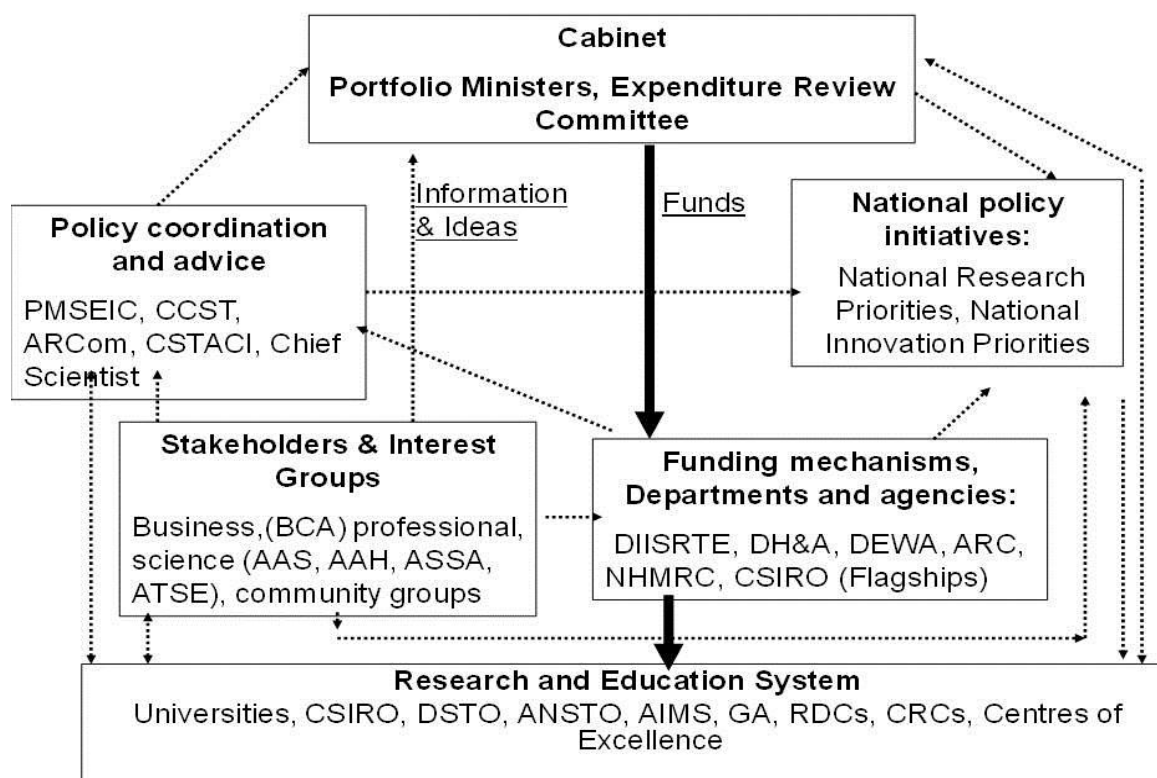 Cabinet
Portfolio Ministers, Expenditure Review
Committee
Information
& Ideas
Funds
Policy coordination
and advice
PMSEIC, CCST,
ARCom, CSTACI, Chief
Scientist
National policy
initiatives:
National Research
Priorities, National
Innovation Priorities
Stakeholders & Interest
Groups
Business,(BCA) professional,
science (AAS, AAH, ASSA,
ATSE), community groups
Funding mechanisms,
Departments and agencies:
DIISRTE, DH&A, DEWA, ARC,
NHMRC, CSIRO (Flagships)
Research and Education System
Universities, CSIRO, DSTO, ANSTO, AIMS, GA, RDCs, CRCs, Centres of
Excellence